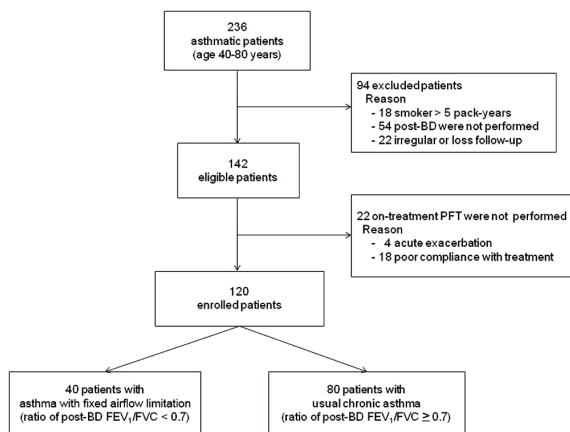 236
asthmatic patients
(age 40-80 years)
94 excluded patients
Reason
- 18 smoker > 5 pack-years
- 54 post-BD were not performed
- 22 irregular or loss follow-up
142
eligible patients
22 on-treatment PFT were not performed
Reason
- 4 acute exacerbation
- 18 poor compliance with treatment
120
enrolled patients
40 patients with
asthma with fixed airflow limitation
(ratio of post-BD FEV₁/FVC < 0.7)
80 patients with
usual chronic asthma
(ratio of post-BD FEV₁/FVC ≥ 0.7)